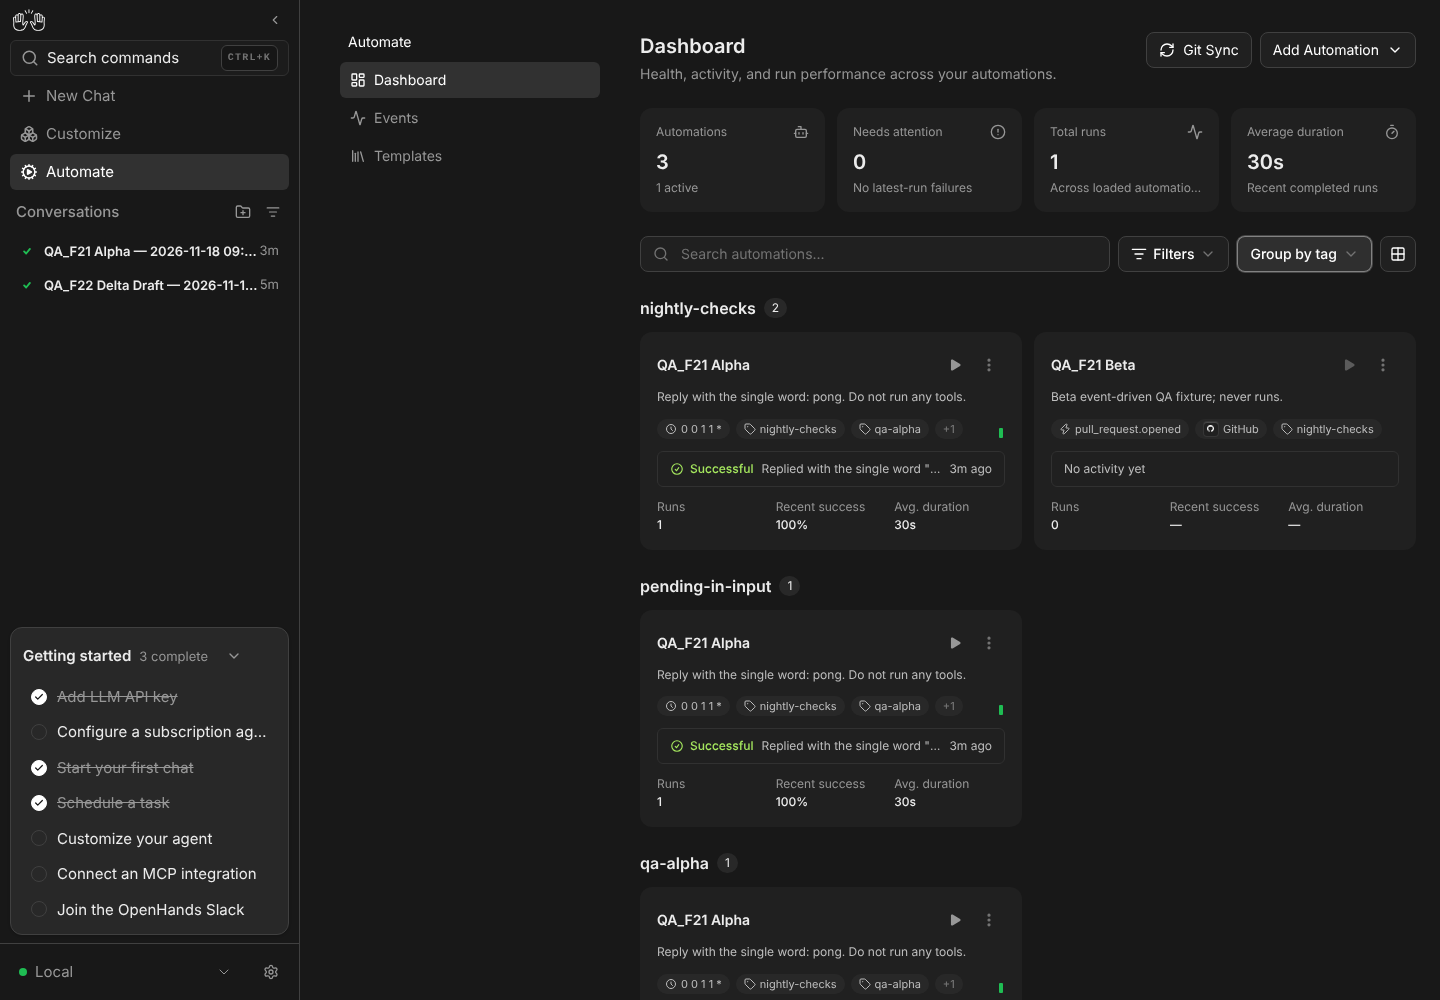 Search commands
CTRL+K
New Chat
Customize
Automate
Conversations
QA_F21 Alpha — 2026-11-18 09:... 3m
QA_F22 Delta Draft — 2026-11-1... 5m
Getting started 3 complete
Add LLM API key
Configure a subscription ag...
Start your first chat
Schedule a task
Customize your agent
Connect an MCP integration
Join the OpenHands Slack
Local
Automate
Dashboard
Events
Templates
Dashboard
Health, activity, and run performance across your automations.
Git Sync
Add Automation
Automations
3
1 active
Needs attention
0
No latest-run failures
Total runs
1
Across loaded automatio...
Average duration
30s
Recent completed runs
Search automations...
Filters
Group by tag
nightly-checks 2
QA_F21 Alpha
Reply with the single word: pong. Do not run any tools.
0 0 1 1 * nightly-checks qa-alpha +1
Successful Replied with the single word "... 3m ago
Runs Recent success Avg. duration
1 100% 30s
QA_F21 Beta
Beta event-driven QA fixture; never runs.
pull_request.opened GitHub nightly-checks
No activity yet
Runs Recent success Avg. duration
0 — —
pending-in-input 1
QA_F21 Alpha
Reply with the single word: pong. Do not run any tools.
0 0 1 1 * nightly-checks qa-alpha +1
Successful Replied with the single word "... 3m ago
Runs Recent success Avg. duration
1 100% 30s
qa-alpha 1
QA_F21 Alpha
Reply with the single word: pong. Do not run any tools.
0 0 1 1 * nightly-checks qa-alpha +1